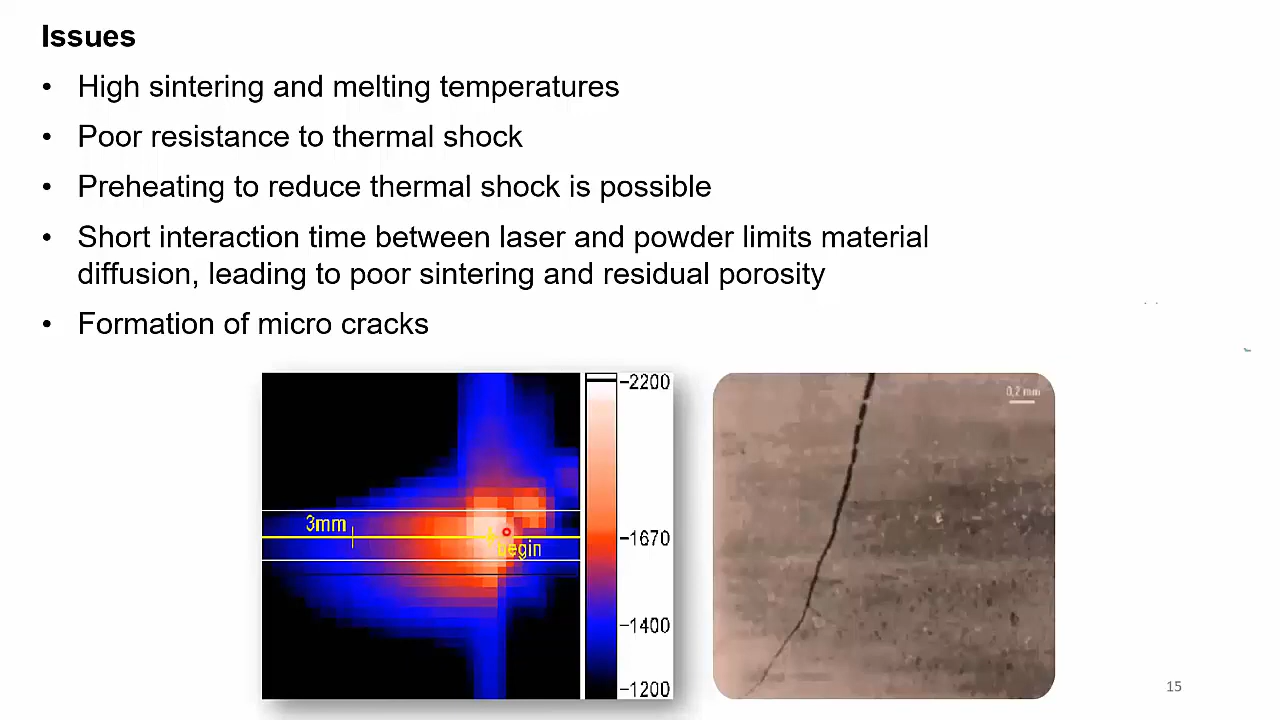 Issues
• High sintering and melting temperatures
• Poor resistance to thermal shock
• Preheating to reduce thermal shock is possible
• Short interaction time between laser and powder limits material
diffusion, leading to poor sintering and residual porosity
• Formation of micro cracks
3mm
begin
2200
1670
1400
1200
0,2 mm
15